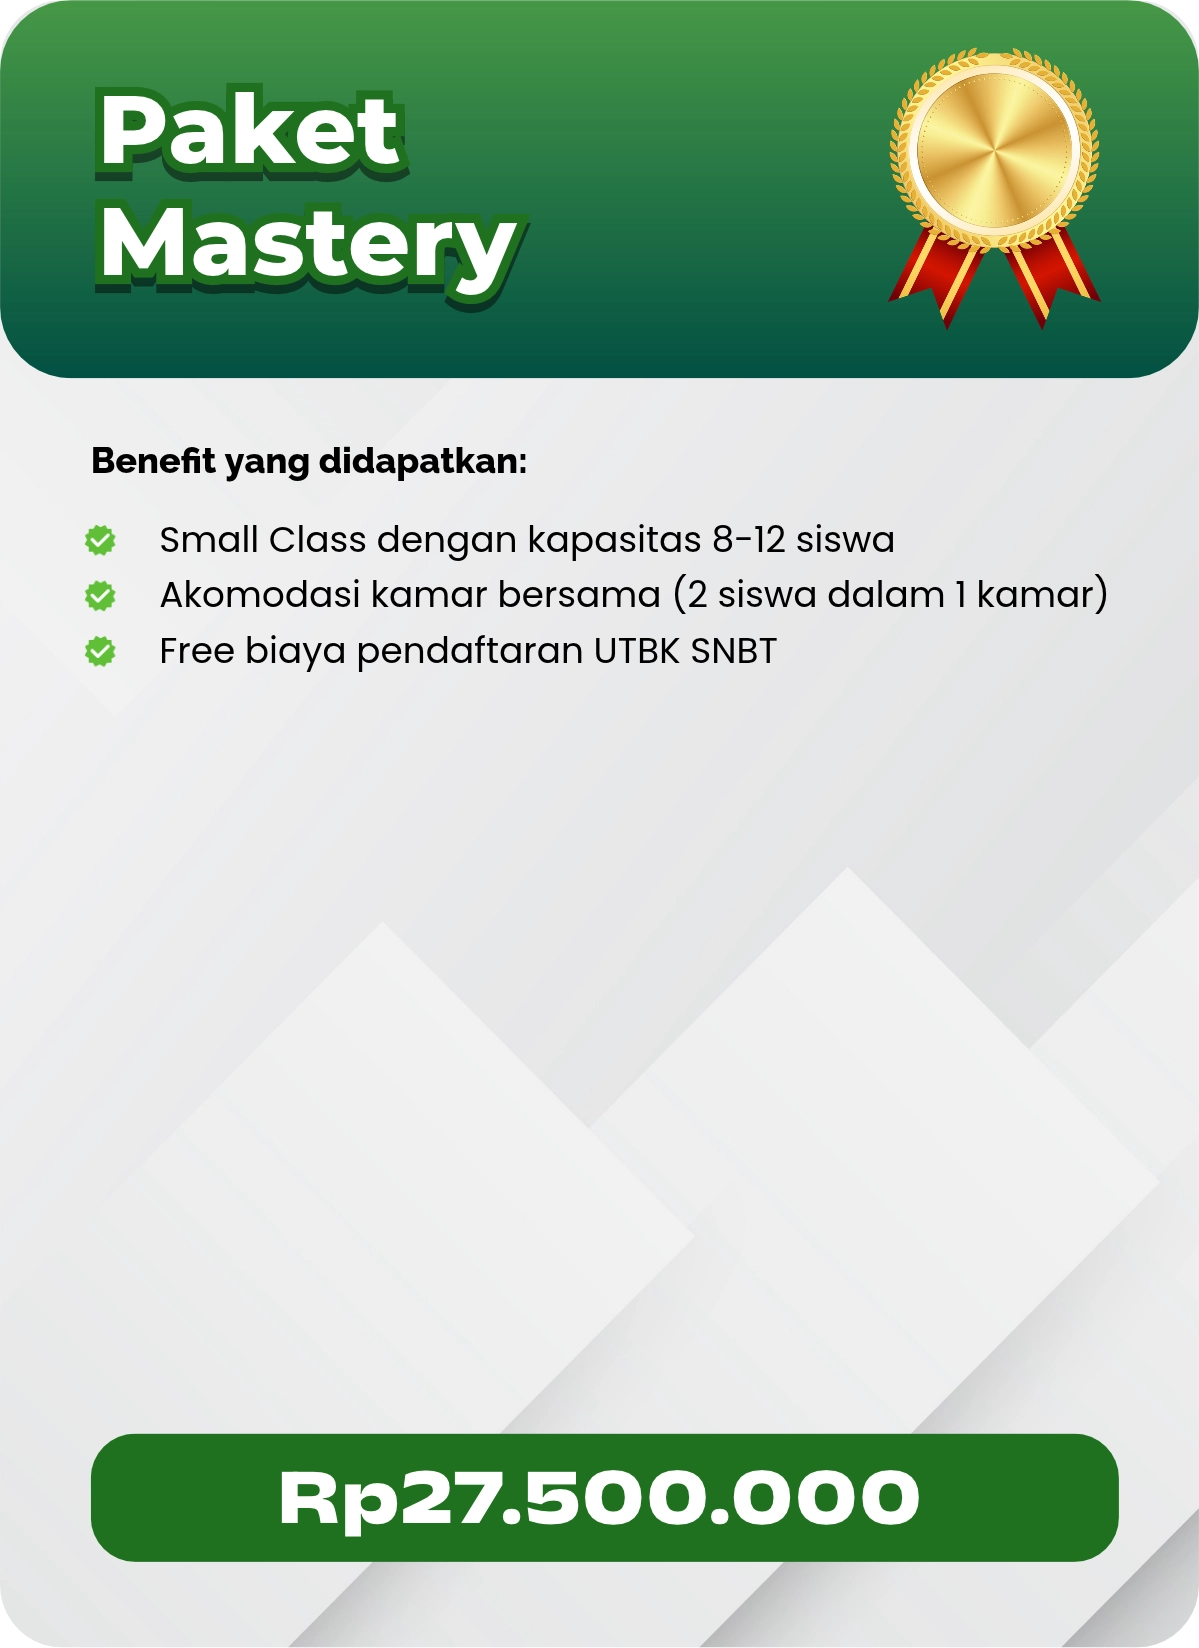 Paket
Mastery
Benefit yang didapatkan:
Small Class dengan kapasitas 8-12 siswa
Akomodasi kamar bersama (2 siswa dalam 1 kamar)
Free biaya pendaftaran UTBK SNBT
Rp27.500.000